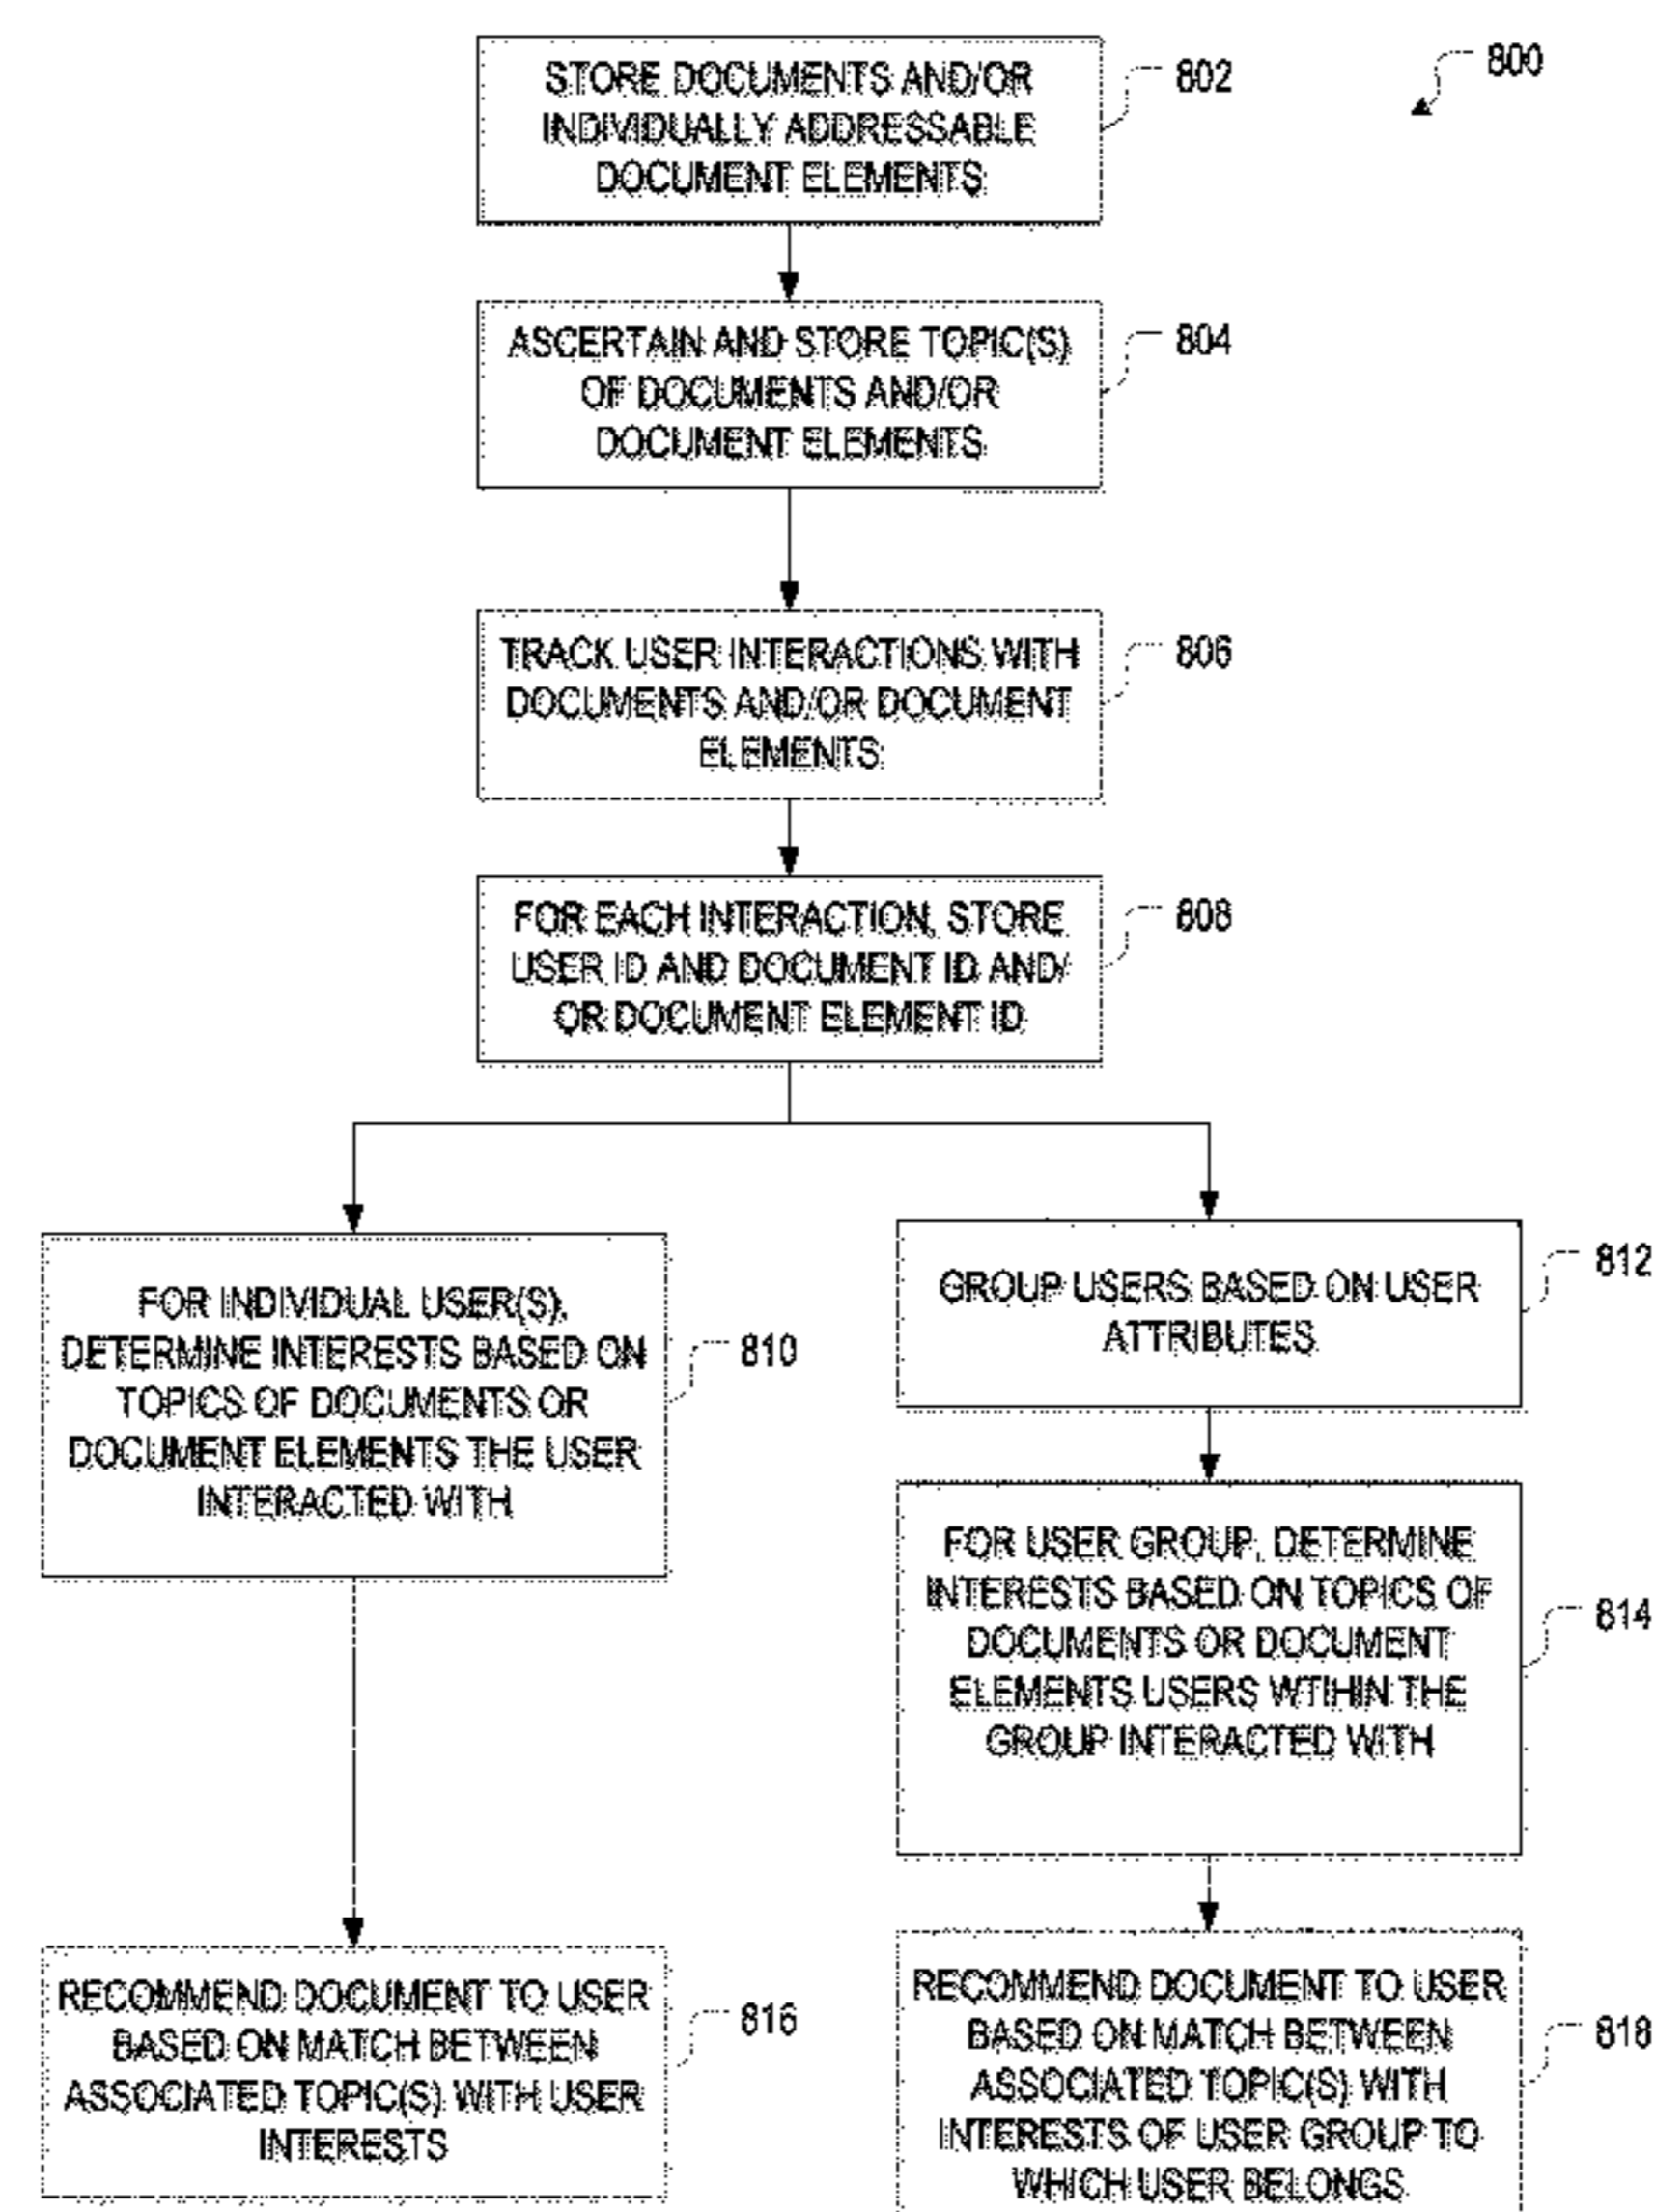 800
STORE DOCUMENTS AND/OR
INDIVIDUALLY ADDRESSABLE
DOCUMENT ELEMENTS
802
ASCERTAIN AND STORE TOPIC(S)
OF DOCUMENTS AND/OR
DOCUMENT ELEMENTS
804
TRACK USER INTERACTIONS WITH
DOCUMENTS AND/OR DOCUMENT
ELEMENTS
806
FOR EACH INTERACTION, STORE
USER ID AND DOCUMENT ID AND/
OR DOCUMENT ELEMENT ID
808
FOR INDIVIDUAL USER(S),
DETERMINE INTERESTS BASED ON
TOPICS OF DOCUMENTS OR
DOCUMENT ELEMENTS THE USER
INTERACTED WITH
810
GROUP USERS BASED ON USER
ATTRIBUTES
812
FOR USER GROUP, DETERMINE
INTERESTS BASED ON TOPICS OF
DOCUMENTS OR DOCUMENT
ELEMENTS USERS WTIHIN THE
GROUP INTERACTED WITH
814
RECOMMEND DOCUMENT TO USER
BASED ON MATCH BETWEEN
ASSOCIATED TOPIC(S) WITH USER
INTERESTS
816
RECOMMEND DOCUMENT TO USER
BASED ON MATCH BETWEEN
ASSOCIATED TOPIC(S) WITH
INTERESTS OF USER GROUP TO
WHICH USER BELONGS
818